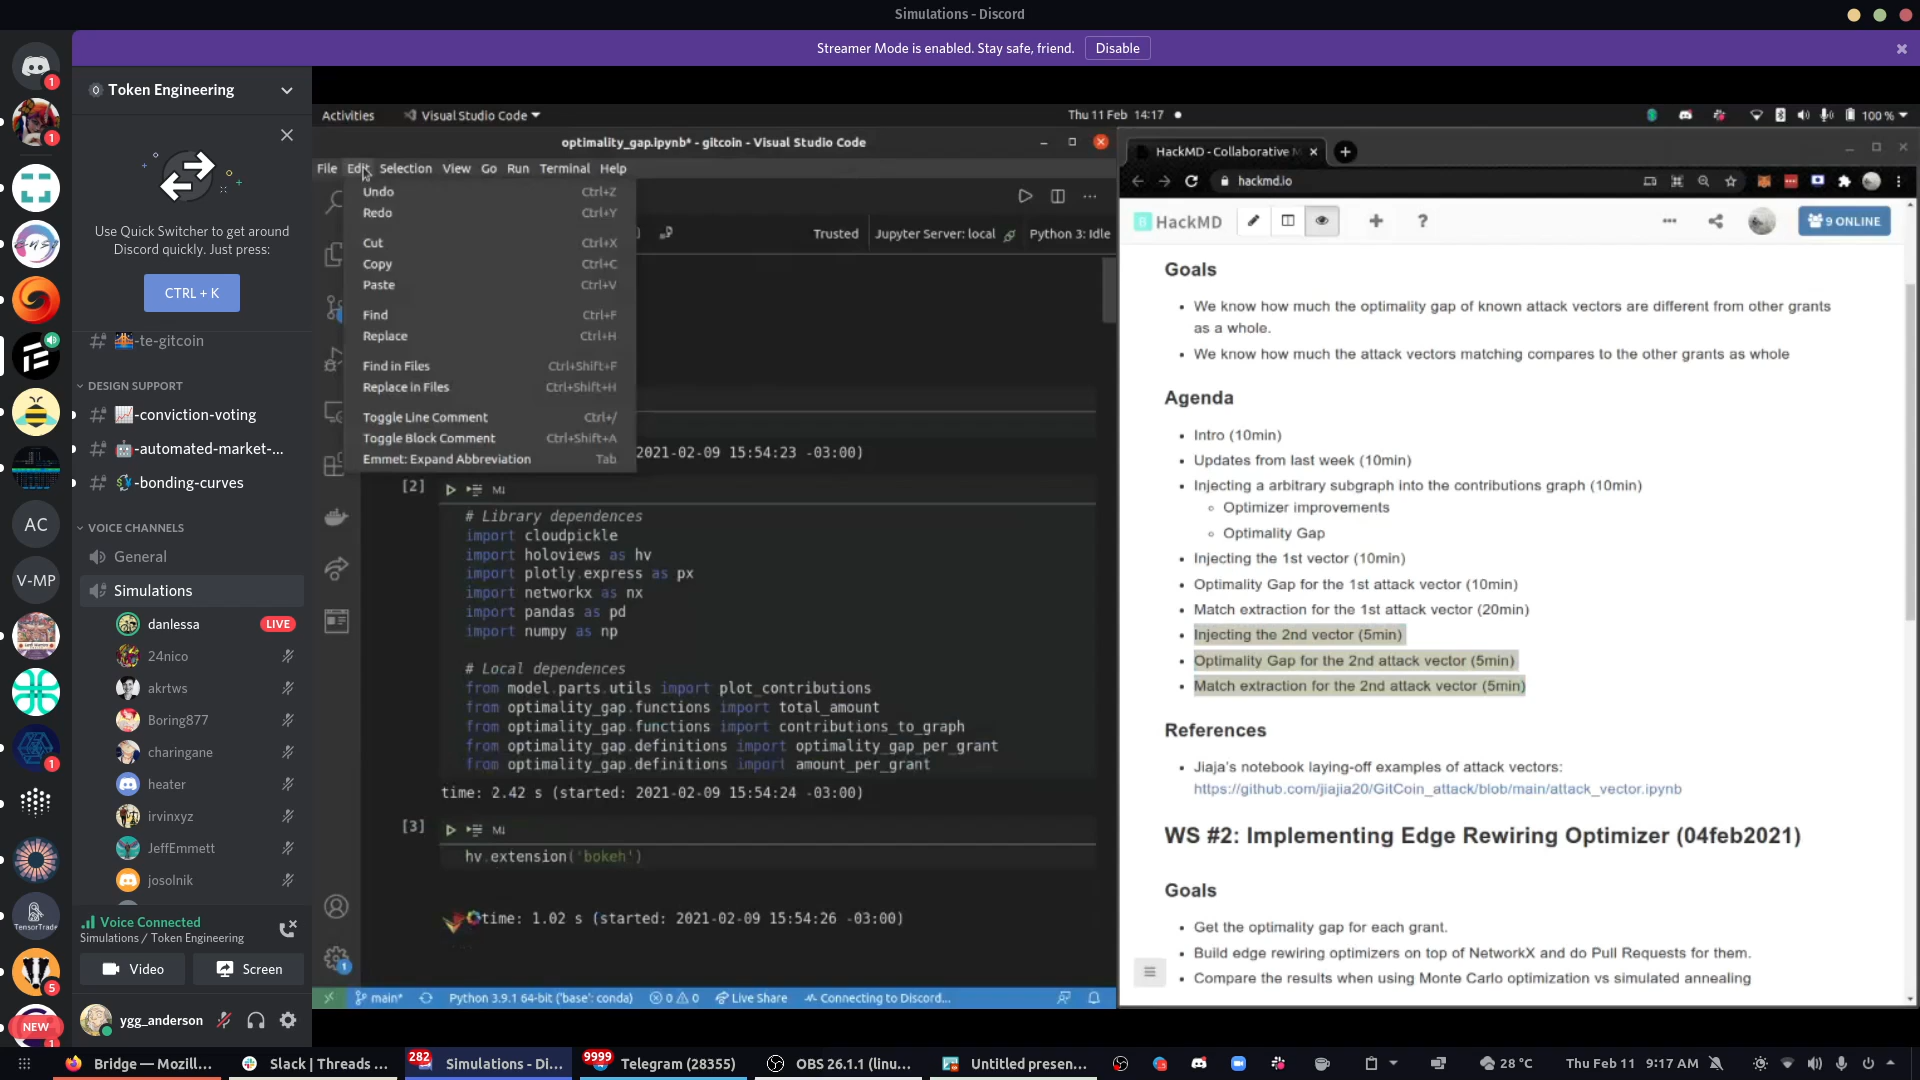 Simulations - Discord
Streamer Mode is enabled. Stay safe, friend.
Disable
Token Engineering
Use Quick Switcher to get around
Discord quickly. Just press:
CTRL + K
-te-gitcoin
DESIGN SUPPORT
-conviction-voting
-automated-market-...
-bonding-curves
VOICE CHANNELS
General
Simulations
danlessa
LIVE
24nico
akrtws
Boring877
charingane
heater
irvinxyz
JeffEmmett
josolnik
Voice Connected
Simulations / Token Engineering
Video
Screen
ygg_anderson
1
1
ens
AC
V-MP
1
TensorTrade
5
NEW
1
Activities
Visual Studio Code
Thu 11 Feb 14:17
100 %
optimality_gap.ipynb* - gitcoin - Visual Studio Code
File Edit Selection View Go Run Terminal Help
Undo Ctrl+Z
Redo Ctrl+Y
Cut Ctrl+X
Copy Ctrl+C
Paste Ctrl+V
Find Ctrl+F
Replace Ctrl+H
Find in Files Ctrl+Shift+F
Replace in Files Ctrl+Shift+H
Toggle Line Comment Ctrl+/
Toggle Block Comment Ctrl+Shift+A
Emmet: Expand Abbreviation Tab
Trusted
Jupyter Server: local
Python 3: Idle
2021-02-09 15:54:23 -03:00)
[2]
M↓
# Library dependences
import cloudpickle
import holoviews as hv
import plotly.express as px
import networkx as nx
import pandas as pd
import numpy as np
# Local dependences
from model.parts.utils import plot_contributions
from optimality_gap.functions import total_amount
from optimality_gap.functions import contributions_to_graph
from optimality_gap.definitions import optimality_gap_per_grant
from optimality_gap.definitions import amount_per_grant
time: 2.42 s (started: 2021-02-09 15:54:24 -03:00)
[3]
M↓
hv.extension('bokeh')
time: 1.02 s (started: 2021-02-09 15:54:26 -03:00)
1
main*
Python 3.9.1 64-bit ('base': conda)
0 0
Live Share
Connecting to Discord...
HackMD - Collaborative M
hackmd.io
HackMD
?
9 ONLINE
Goals
We know how much the optimality gap of known attack vectors are different from other grants
as a whole.
We know how much the attack vectors matching compares to the other grants as whole
Agenda
Intro (10min)
Updates from last week (10min)
Injecting a arbitrary subgraph into the contributions graph (10min)
Optimizer improvements
Optimality Gap
Injecting the 1st vector (10min)
Optimality Gap for the 1st attack vector (10min)
Match extraction for the 1st attack vector (20min)
Injecting the 2nd vector (5min)
Optimality Gap for the 2nd attack vector (5min)
Match extraction for the 2nd attack vector (5min)
References
Jiaja's notebook laying-off examples of attack vectors:
https://github.com/jiajia20/GitCoin_attack/blob/main/attack_vector.ipynb
WS #2: Implementing Edge Rewiring Optimizer (04feb2021)
Goals
Get the optimality gap for each grant.
Build edge rewiring optimizers on top of NetworkX and do Pull Requests for them.
Compare the results when using Monte Carlo optimization vs simulated annealing
Bridge — Mozill...
Slack | Threads ...
282
Simulations - Di...
9999
Telegram (28355)
OBS 26.1.1 (linu...
Untitled presen...
28 °C
Thu Feb 11 9:17 AM